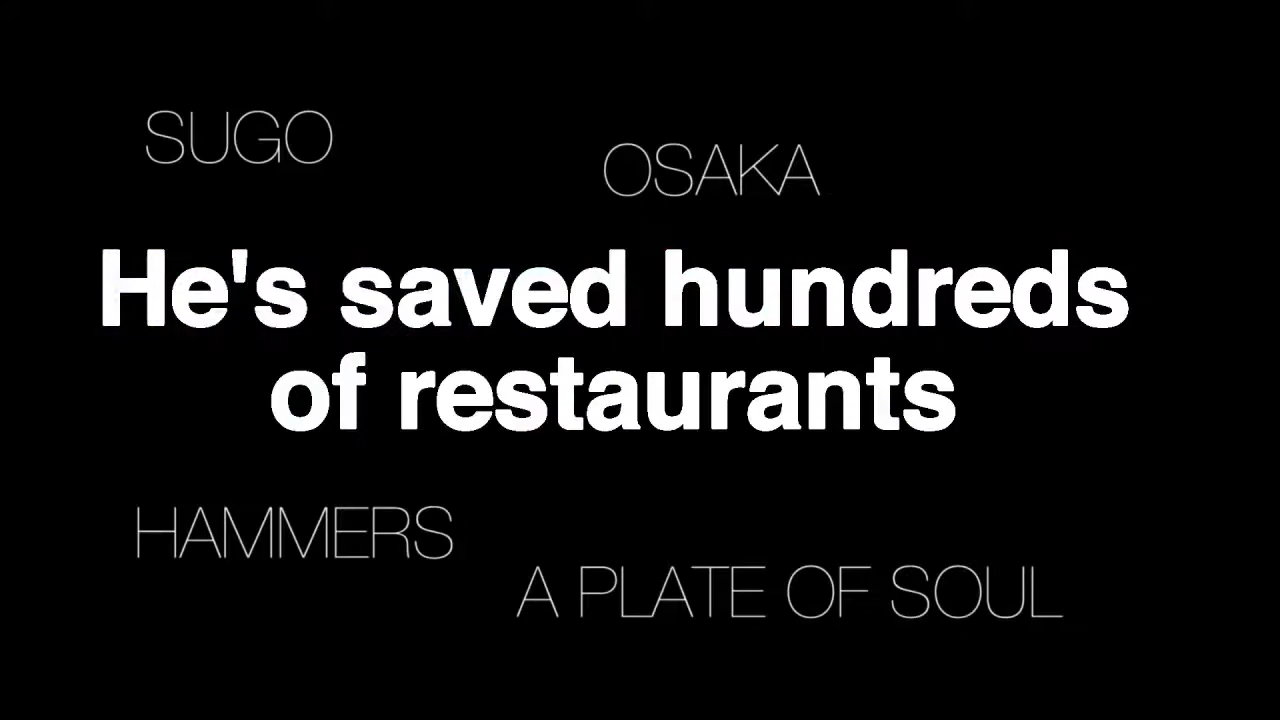 SUGO
OSAKA
He's saved hundreds
of restaurants
HAMMERS
A PLATE OF SOUL